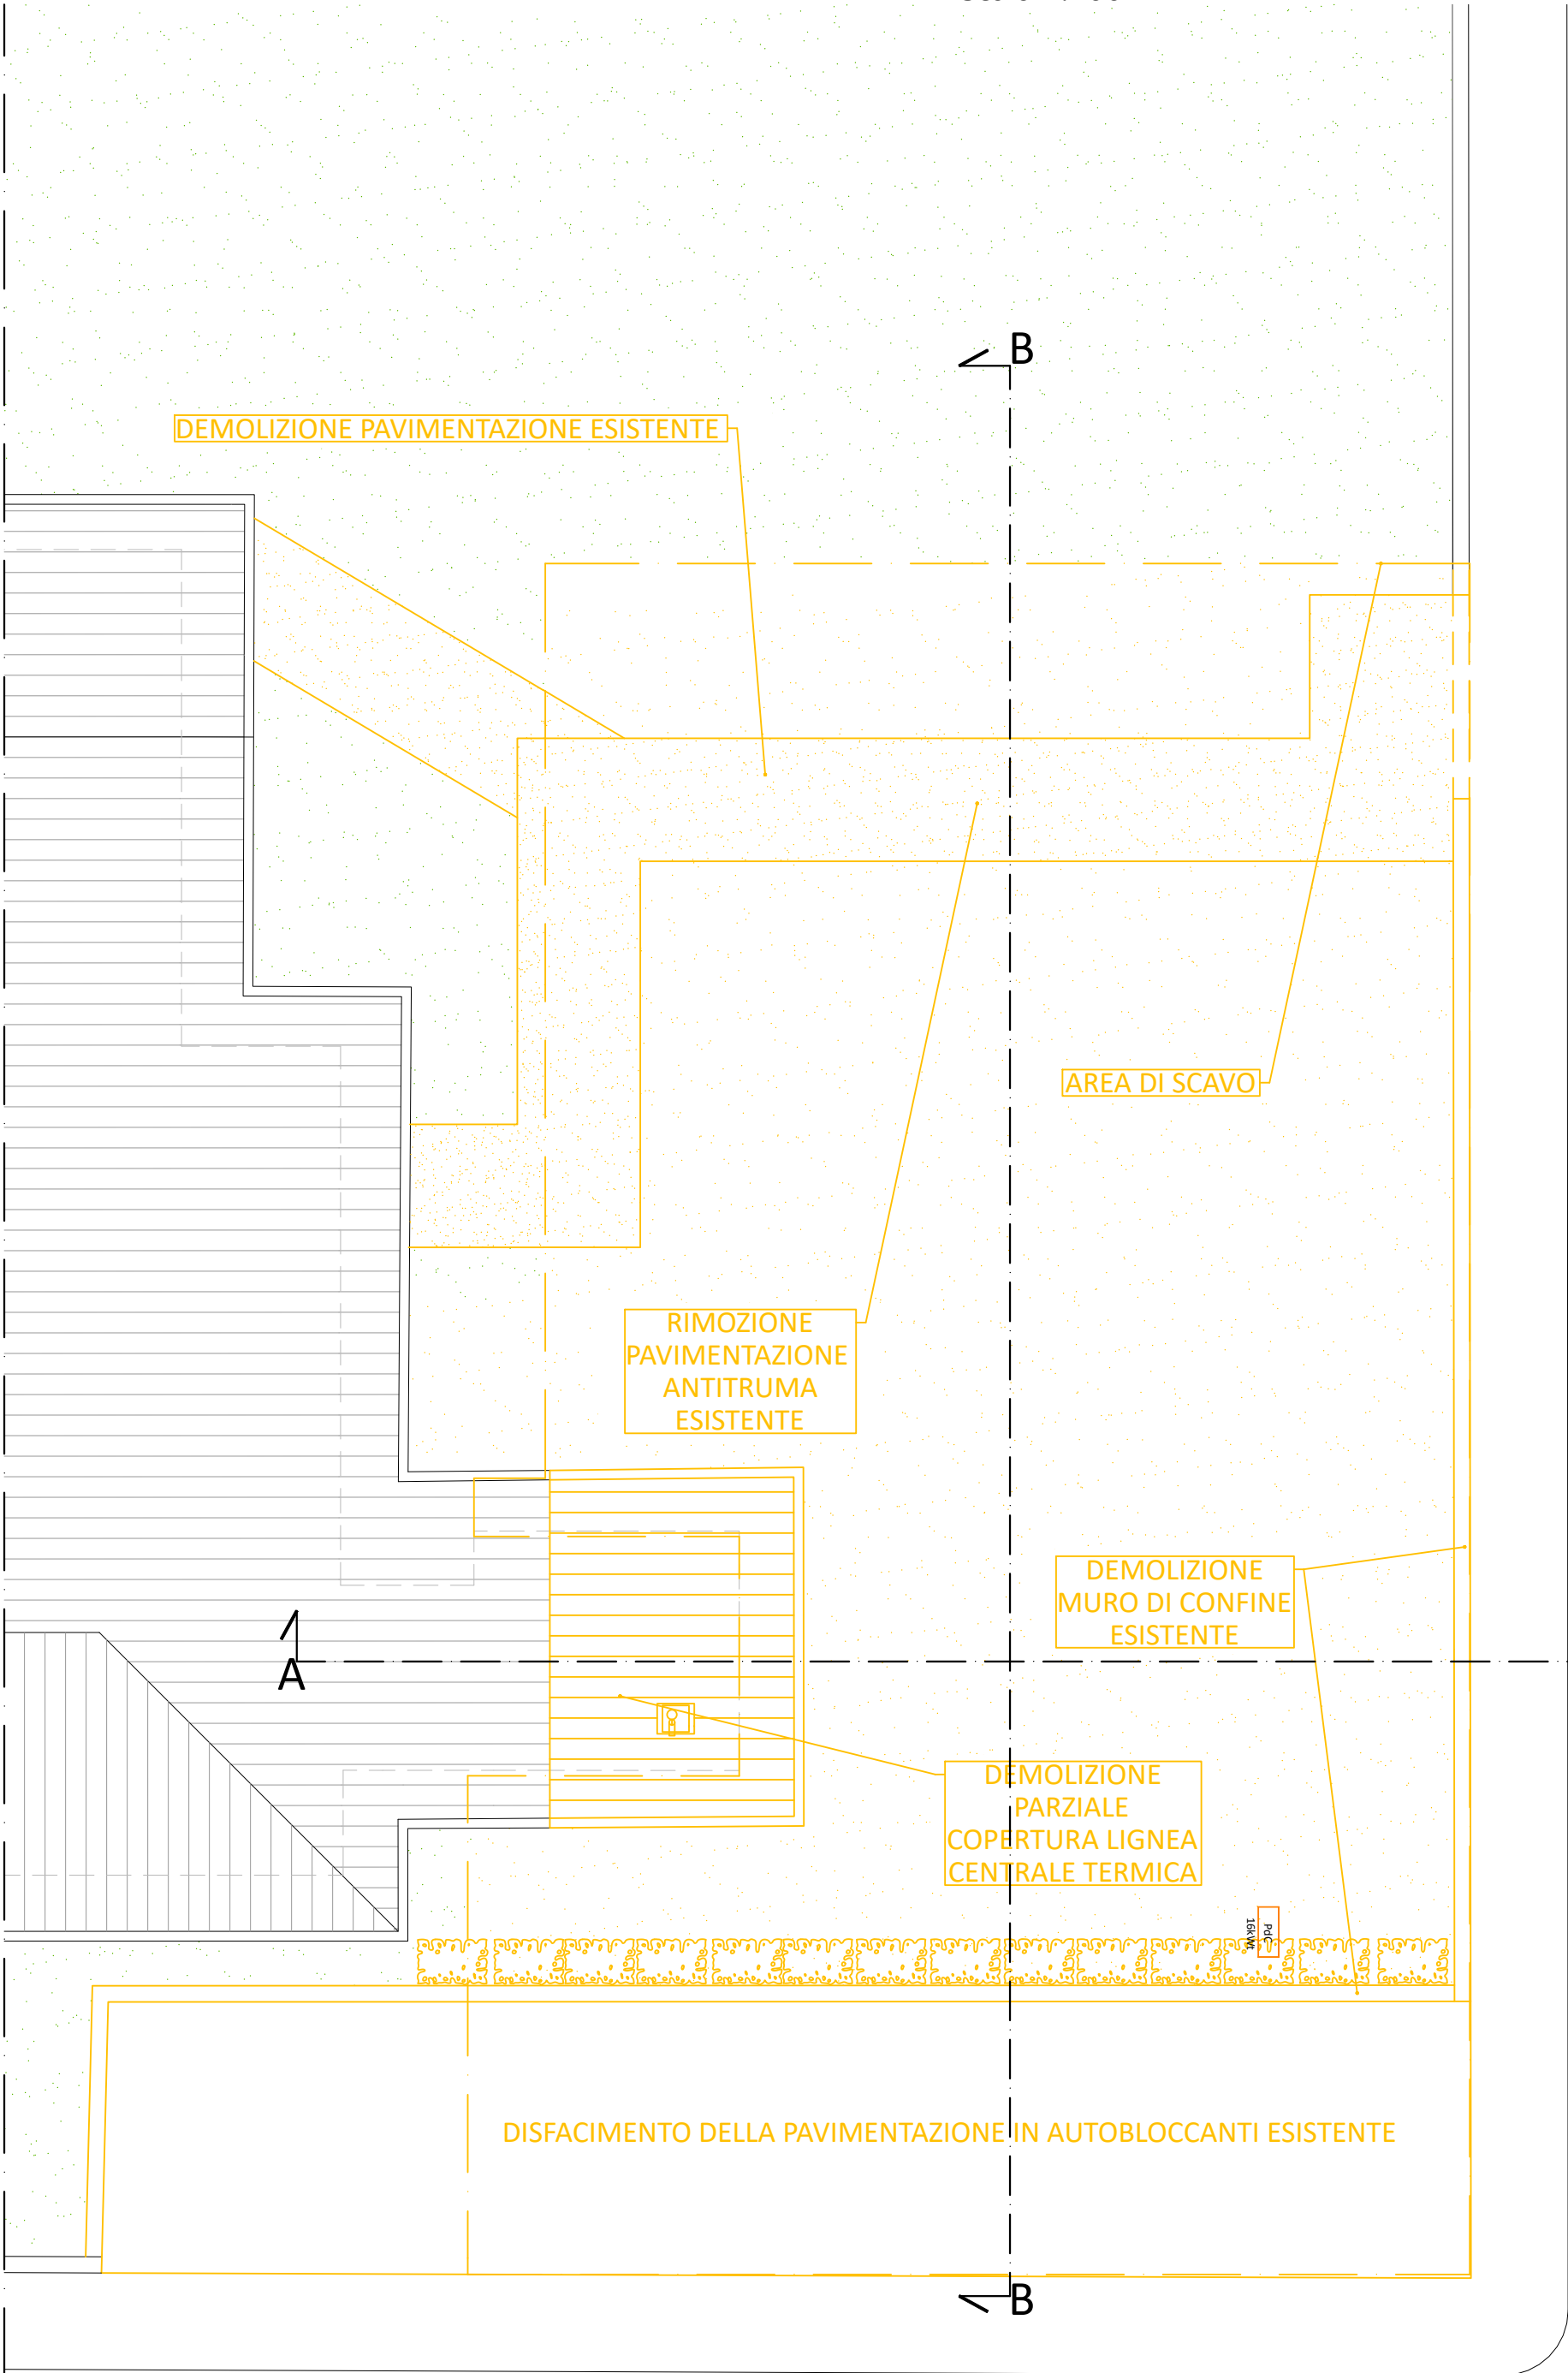 B
DEMOLIZIONE PAVIMENTAZIONE ESISTENTE
AREA DI SCAVO
RIMOZIONE
PAVIMENTAZIONE
ANTITRUMA
ESISTENTE
DEMOLIZIONE
MURO DI CONFINE
ESISTENTE
A
DEMOLIZIONE
PARZIALE
COPERTURA LIGNEA
CENTRALE TERMICA
PdC
16kWt
DISFACIMENTO DELLA PAVIMENTAZIONE IN AUTOBLOCCANTI ESISTENTE
B